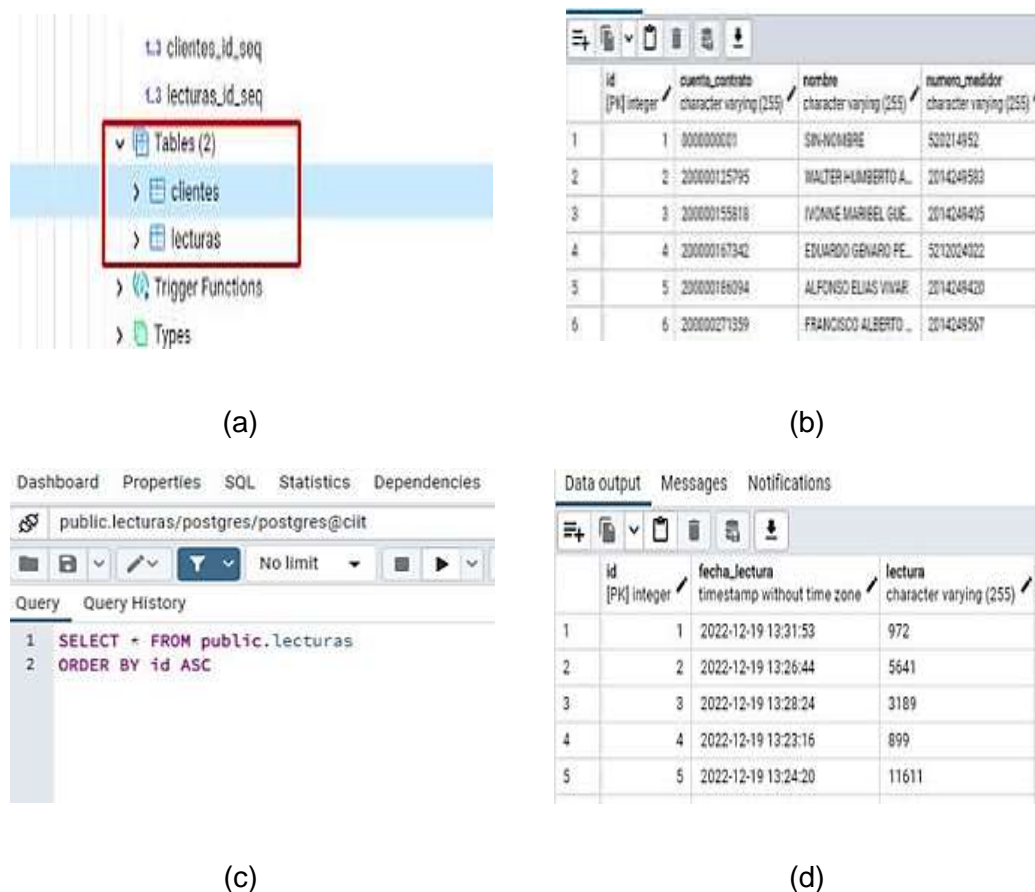 1.3 clientes_id_seq
1.3 lecturas_id_seq
Tables (2)
clientes
lecturas
Trigger Functions
Types
(a)
id cuenta_contrato nombre numero_medidor
[PK] integer character varying (255) character varying (255) character varying (255)
1 1 0000000001 SIN-NOMBRE 520214952
2 2 200000125795 WALTER HUMBERTO A... 2014249583
3 3 200000155818 IVONNE MARIBEL GUE... 2014249405
4 4 200000167342 EDUARDO GENARO PE... 5212024022
5 5 200000186094 ALFONSO ELIAS VIVAR 2014249420
6 6 200000271359 FRANCISCO ALBERTO ... 2014249567
(b)
Dashboard Properties SQL Statistics Dependencies
public.lecturas/postgres/postgres@ciit
No limit
Query Query History
1 SELECT * FROM public.lecturas
2 ORDER BY id ASC
(c)
Data output Messages Notifications
id fecha_lectura lectura
[PK] integer timestamp without time zone character varying (255)
1 1 2022-12-19 13:31:53 972
2 2 2022-12-19 13:26:44 5641
3 3 2022-12-19 13:28:24 3189
4 4 2022-12-19 13:23:16 899
5 5 2022-12-19 13:24:20 11611
(d)